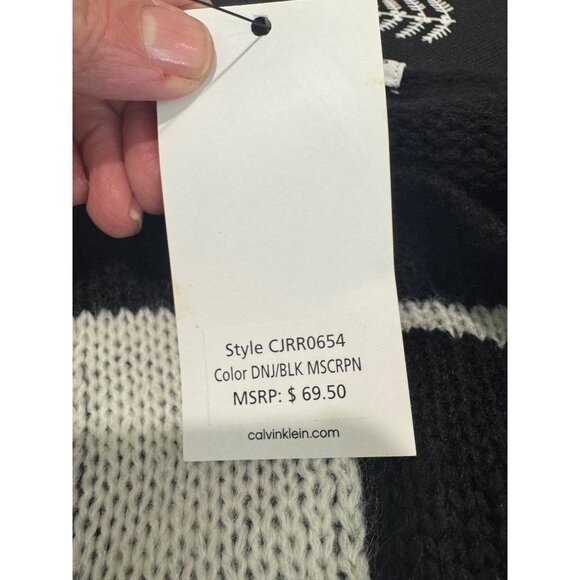 Style CJRR0654
Color DNJ/BLK MSCRPN
MSRP: $ 69.50
calvinklein.com